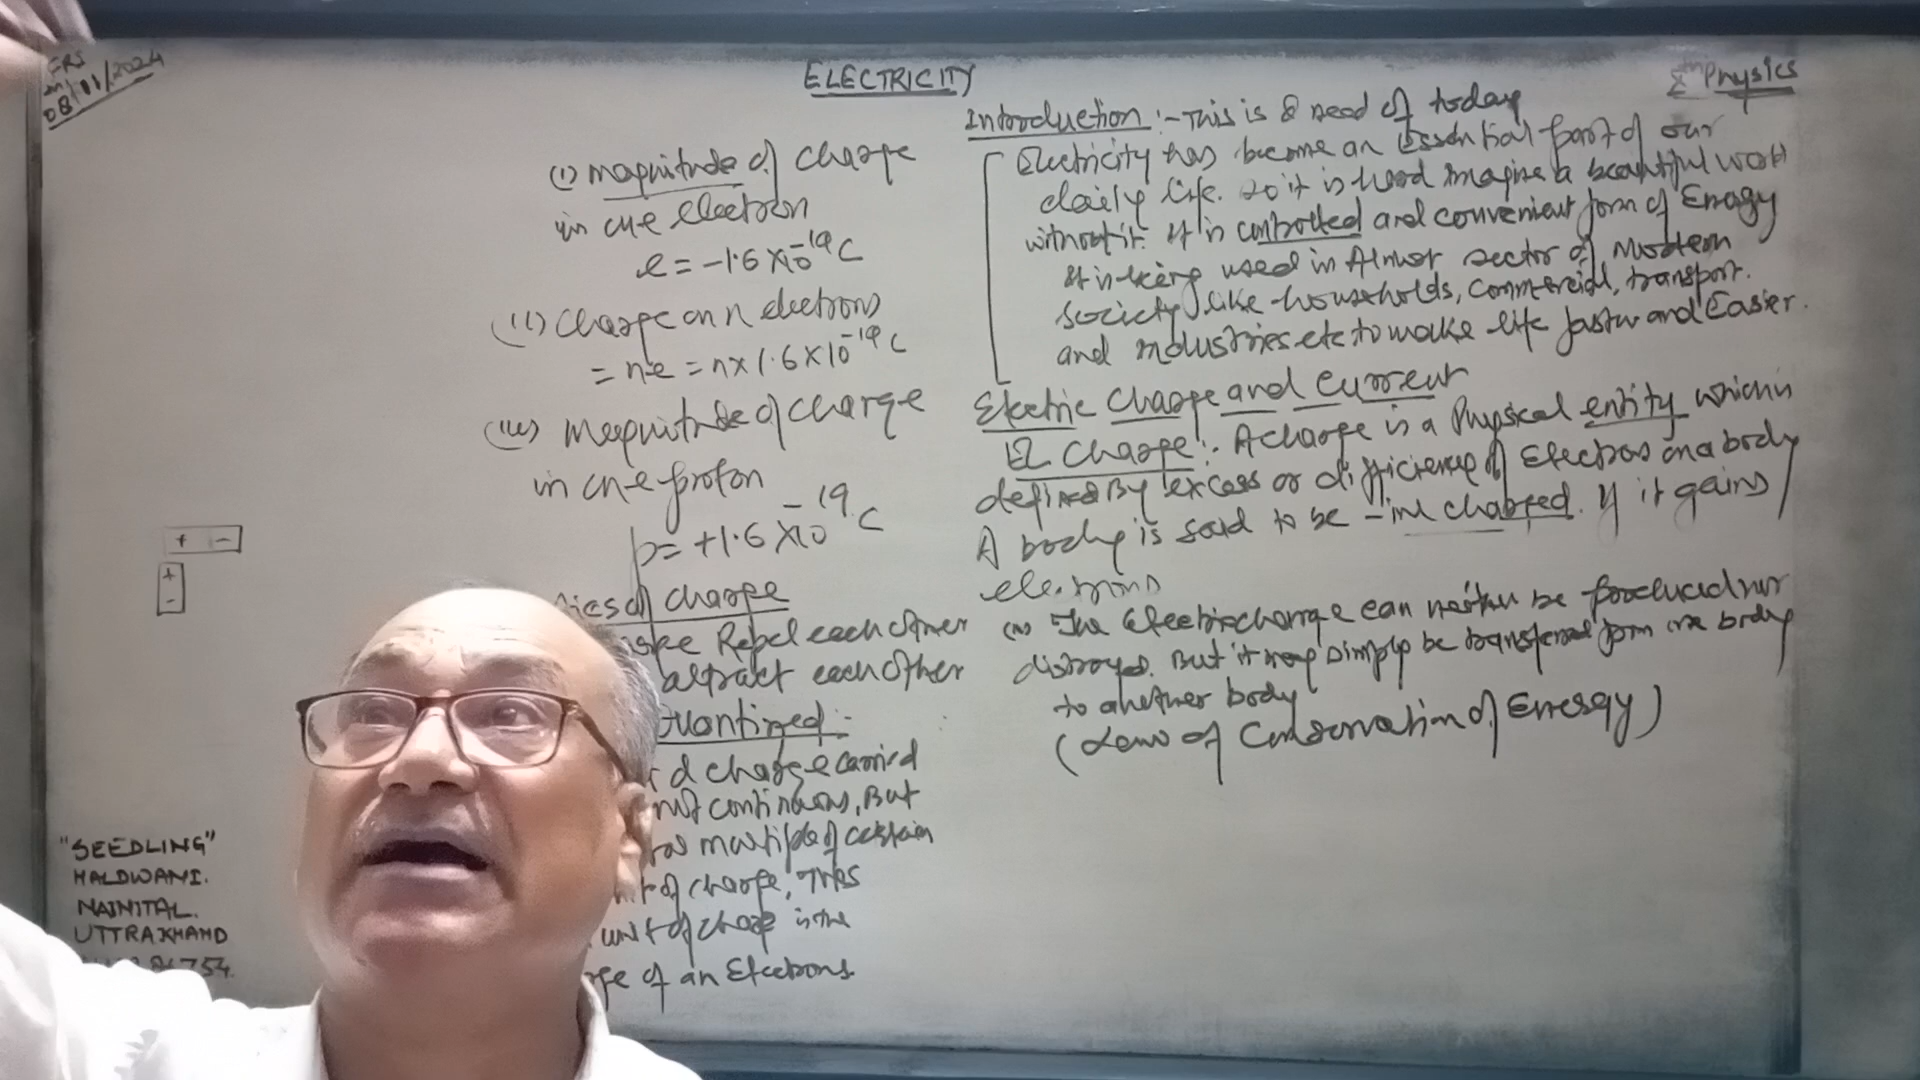 08/11/2024
ELECTRICITY
Xth Physics
Introduction :- This is & need of today
Electricity has become an essential part of our
daily life. so it is hard imagine a beautiful world
without it. It is controlled and convenient form of Energy
It is being used in Almost sector of Modern
Society like households, commercial, transport.
and industries etc to make life faster and Easier.
Electric Charge and Current
El Charge :- A charge is a Physical entity which is
defined By excess or of Electrons on a body
A body is said to be -ive charged. If it gains
electrons
The Electric charge can neither be produced nor
destroyed. But it may simply be transferred from one body
to another body
(Law of Conservation of Energy)
(i) magnitude of charge
in one electron
e = -1.6 X 10^-19 C
(ii) Charge on n electrons
= n.e = n x 1.6 x 10^-19 C
(iii) Magnitude of charge
in one proton
p = +1.6 X 10^-19 C
of charge
Repel each other
attract each other
Quantized :-
charge carried
not continuous, But
multiple of certain
of charge, This
unit of charge is the
of an Electrons.
+ -
+
-
"SEEDLING"
HALDWANI.
NAINITAL.
UTTRAKHAND